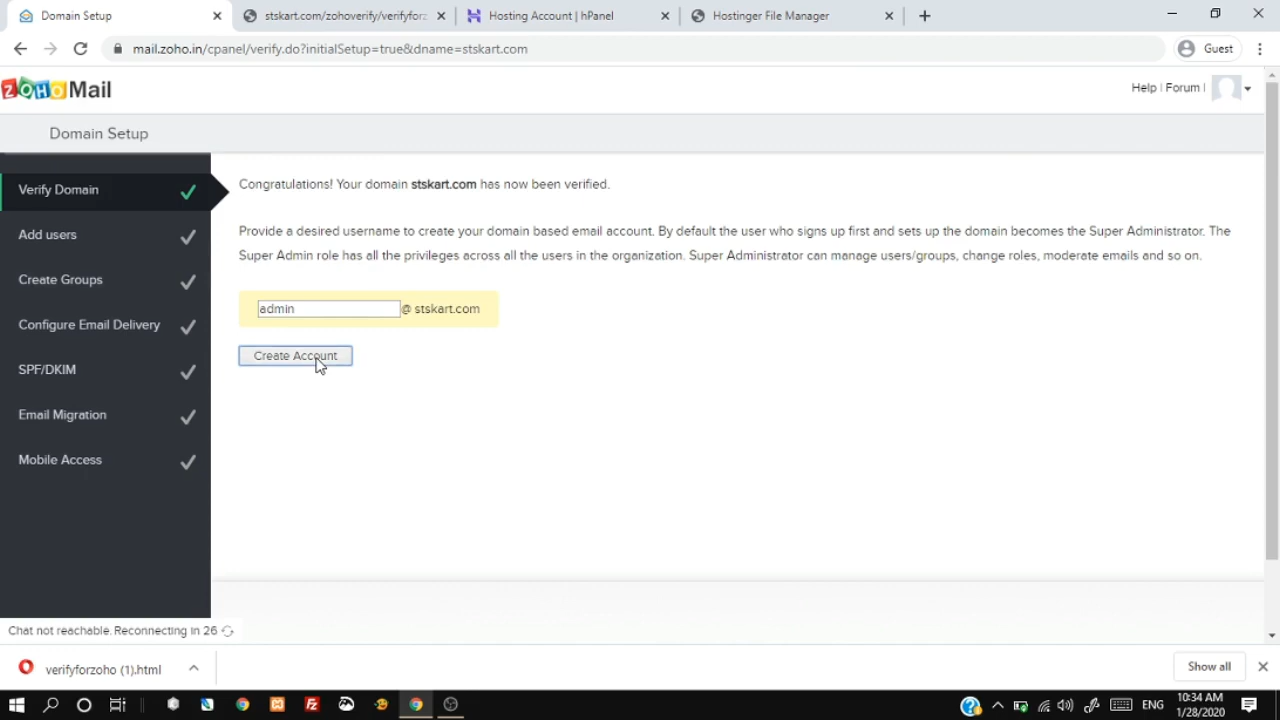 Domain Setup
stskart.com/zohoverify/verifyforz
Hosting Account | hPanel
Hostinger File Manager
mail.zoho.in/cpanel/verify.do?initialSetup=true&dname=stskart.com
Guest
ZOHO Mail
Help | Forum |
Domain Setup
Verify Domain
Congratulations! Your domain stskart.com has now been verified.
Add users
Provide a desired username to create your domain based email account. By default the user who signs up first and sets up the domain becomes the Super Administrator. The
Super Admin role has all the privileges across all the users in the organization. Super Administrator can manage users/groups, change roles, moderate emails and so on.
Create Groups
admin @ stskart.com
Configure Email Delivery
Create Account
SPF/DKIM
Email Migration
Mobile Access
Chat not reachable. Reconnecting in 26
verifyforzoho (1).html
Show all
ENG
10:34 AM
1/28/2020